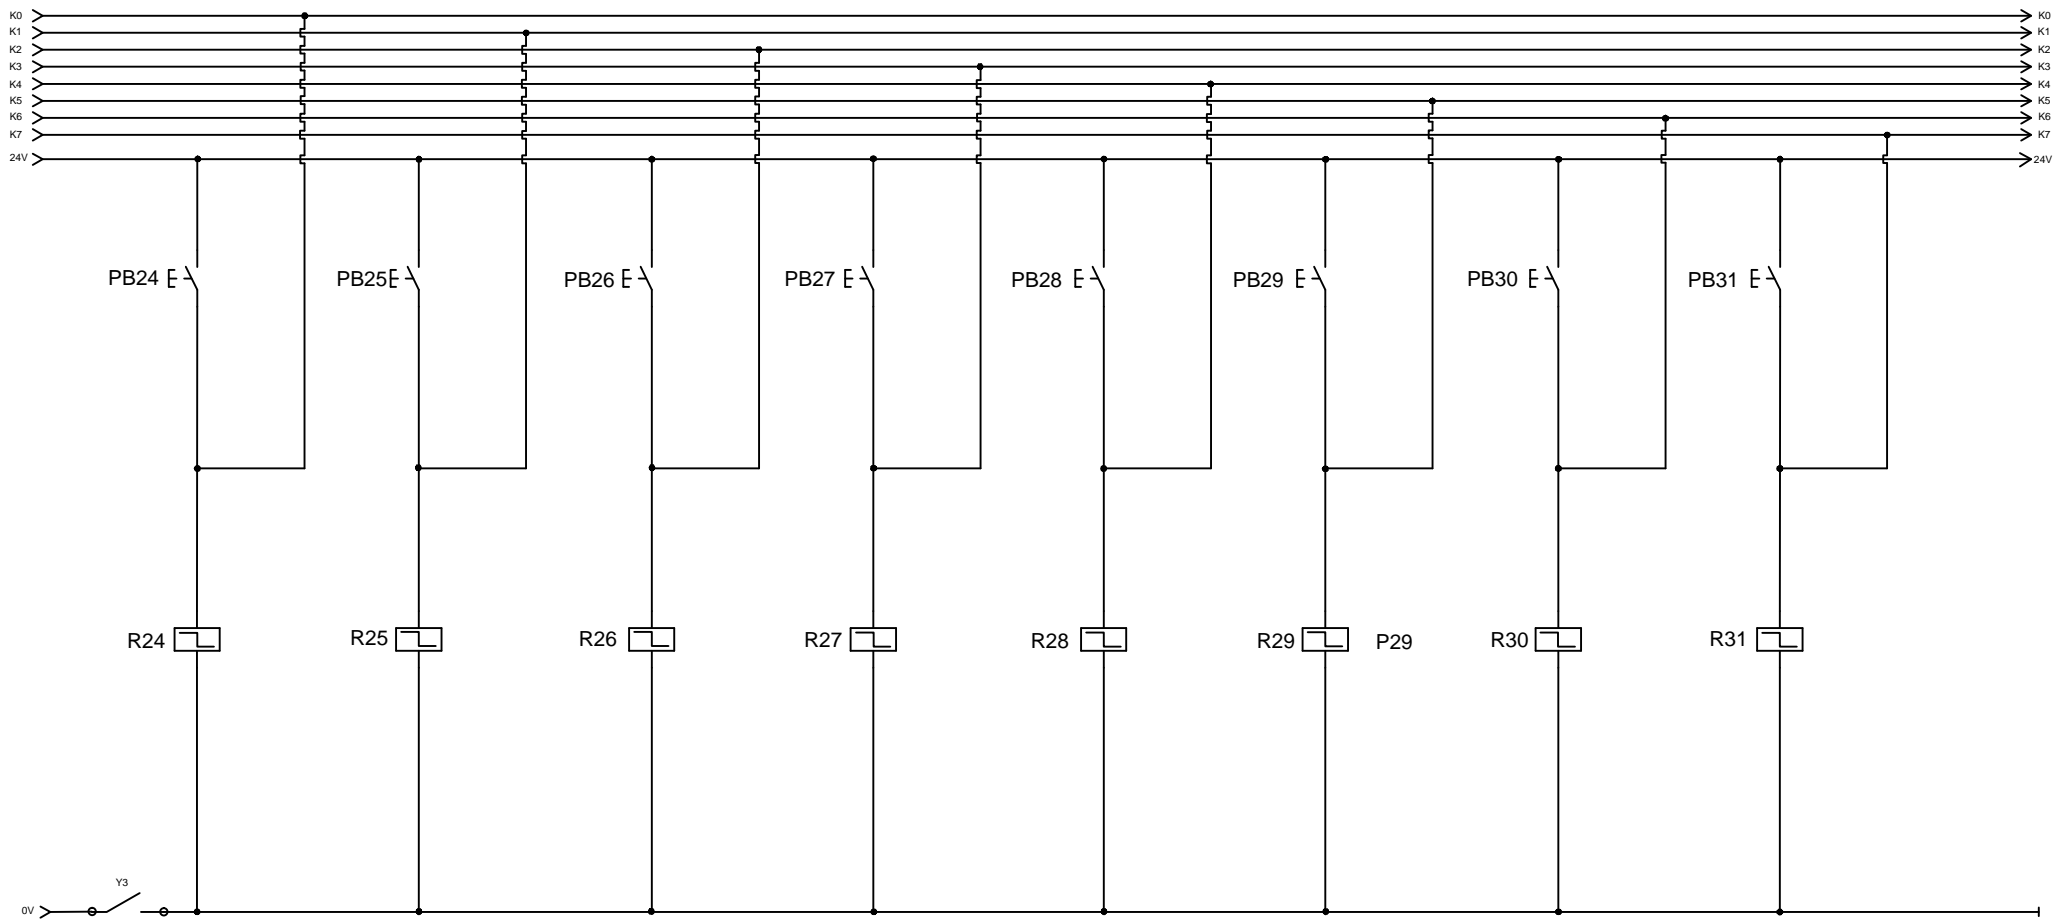 K0 K0
K1 K1
K2 K2
K3 K3
K4 K4
K5 K5
K6 K6
K7 K7
24V 24V
PB24 PB25 PB26 PB27 PB28 PB29 PB30 PB31
R24 R25 R26 R27 R28 R29 P29 R30 R31
Y3
0V